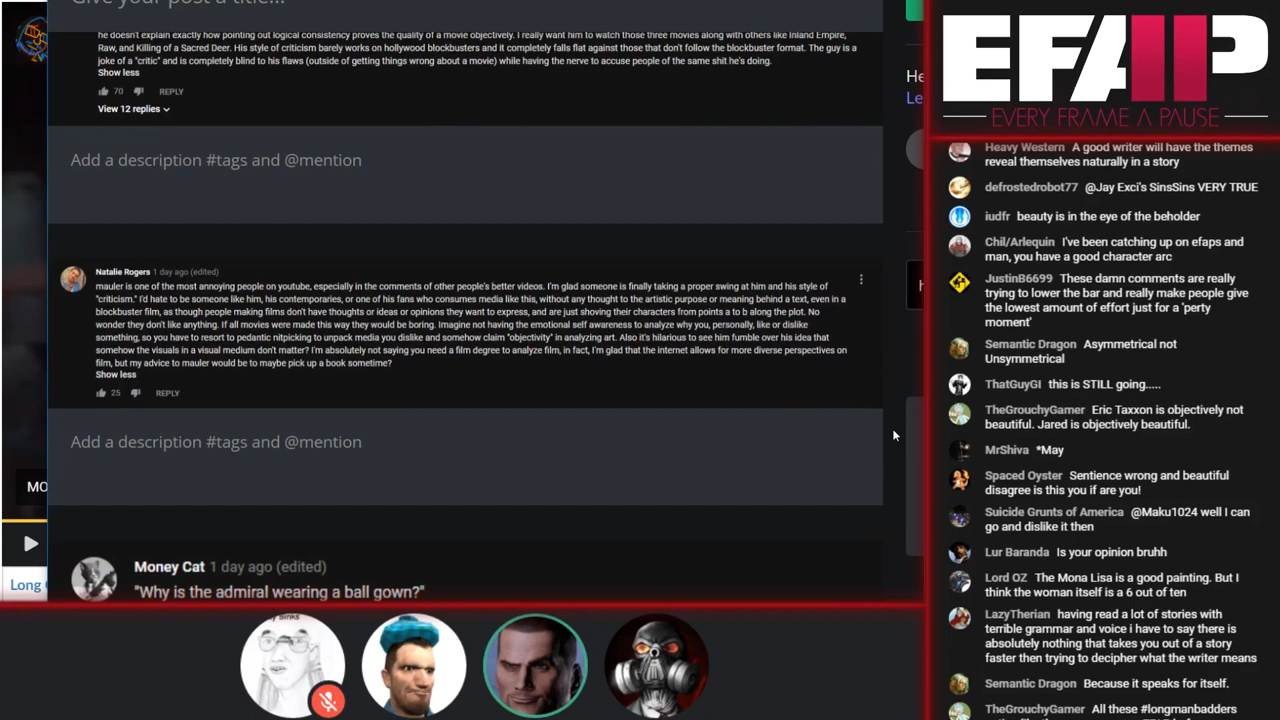 Give your post a title...
he doesn't explain exactly how pointing out logical consistency proves the quality of a movie objectively. I really want him to watch those three movies along with others like Inland Empire,
Raw, and Killing of a Sacred Deer. His style of criticism barely works on hollywood blockbusters and it completely falls flat against those that don't follow the blockbuster format. The guy is a
joke of a "critic" and is completely blind to his flaws (outside of getting things wrong about a movie) while having the nerve to accuse people of the same shit he's doing.
Show less
70 REPLY
View 12 replies
Add a description #tags and @mention
Natalie Rogers 1 day ago (edited)
mauler is one of the most annoying people on youtube, especially in the comments of other people's better videos. I'm glad someone is finally taking a proper swing at him and his style of
"criticism." I'd hate to be someone like him, his contemporaries, or one of his fans who consumes media like this, without any thought to the artistic purpose or meaning behind a text, even in a
blockbuster film, as though people making films don't have thoughts or ideas or opinions they want to express, and are just shoving their characters from points a to b along the plot. No
wonder they don't like anything. If all movies were made this way they would be boring. Imagine not having the emotional self awareness to analyze why you, personally, like or dislike
something, so you have to resort to pedantic nitpicking to unpack media you dislike and somehow claim "objectivity" in analyzing art. Also it's hilarious to see him fumble over his idea that
somehow the visuals in a visual medium don't matter? I'm absolutely not saying you need a film degree to analyze film, in fact, I'm glad that the internet allows for more diverse perspectives on
film, but my advice to mauler would be to maybe pick up a book sometime?
Show less
25 REPLY
Add a description #tags and @mention
Money Cat 1 day ago (edited)
"Why is the admiral wearing a ball gown?"
MO
Long
He
Le
EFAP
EVERY FRAME A PAUSE
Heavy Western A good writer will have the themes
reveal themselves naturally in a story
defrostedrobot77 @Jay Exci's SinsSins VERY TRUE
iudfr beauty is in the eye of the beholder
Chil/Arlequin I've been catching up on efaps and
man, you have a good character arc
JustinB6699 These damn comments are really
trying to lower the bar and really make people give
the lowest amount of effort just for a 'perty
moment'
Semantic Dragon Asymmetrical not
Unsymmetrical
ThatGuyGI this is STILL going.....
TheGrouchyGamer Eric Taxxon is objectively not
beautiful. Jared is objectively beautiful.
MrShiva *May
Spaced Oyster Sentience wrong and beautiful
disagree is this you if are you!
Suicide Grunts of America @Maku1024 well I can
go and dislike it then
Lur Baranda Is your opinion bruhh
Lord OZ The Mona Lisa is a good painting. But I
think the woman itself is a 6 out of ten
LazyTherian having read a lot of stories with
terrible grammar and voice i have to say there is
absolutely nothing that takes you out of a story
faster then trying to decipher what the writer means
Semantic Dragon Because it speaks for itself.
TheGrouchyGamer All these #longmanbadders